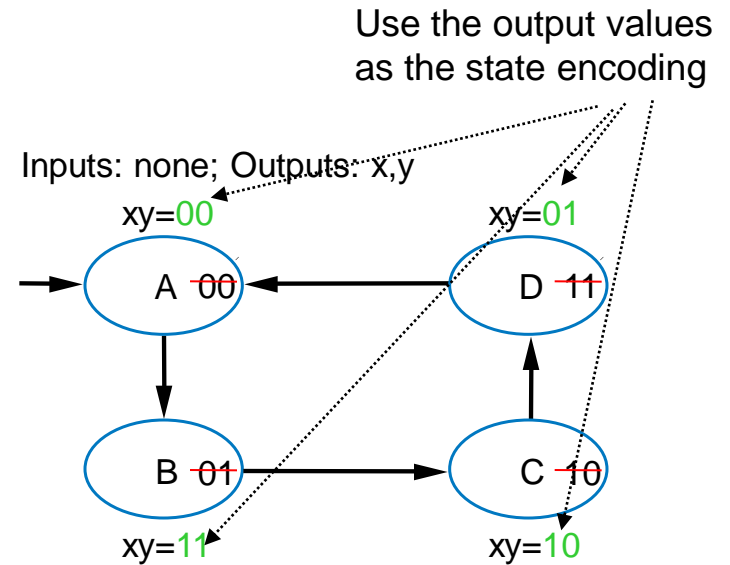 Use the output values
as the state encoding
Inputs: none; Outputs: x,y
xy=00
xy=01
A 00
D 11
B 01
C 10
xy=11
xy=10